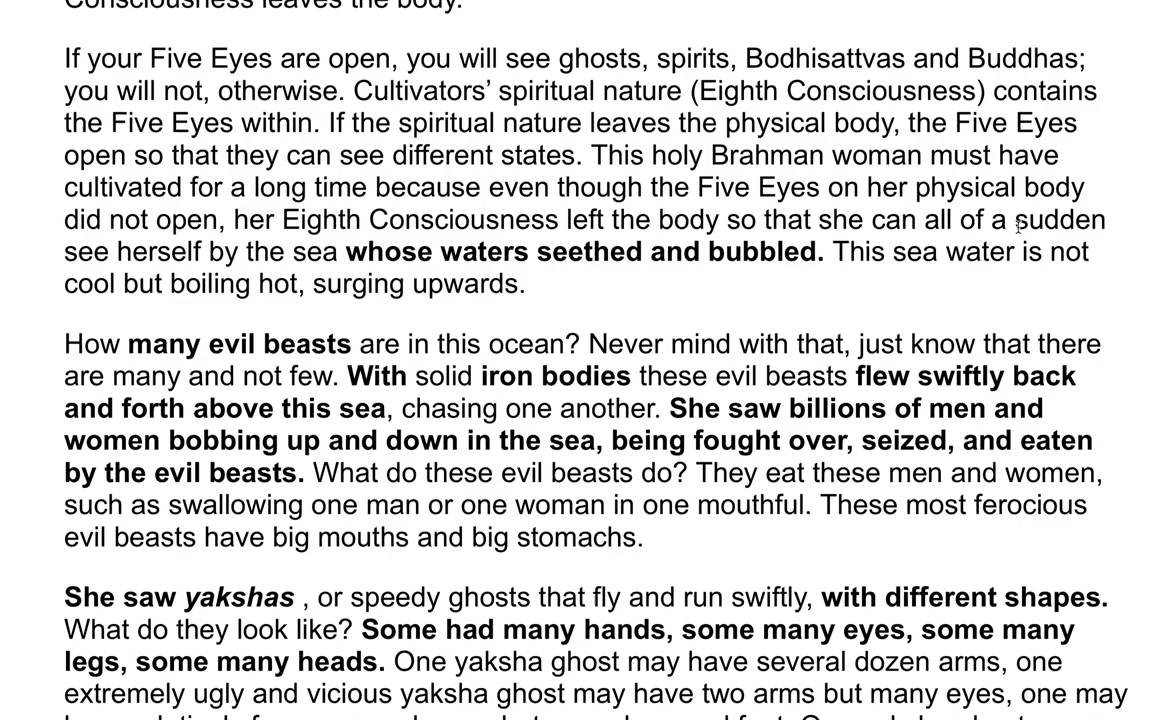 Consciousness leaves the body.
If your Five Eyes are open, you will see ghosts, spirits, Bodhisattvas and Buddhas;
you will not, otherwise. Cultivators’ spiritual nature (Eighth Consciousness) contains
the Five Eyes within. If the spiritual nature leaves the physical body, the Five Eyes
open so that they can see different states. This holy Brahman woman must have
cultivated for a long time because even though the Five Eyes on her physical body
did not open, her Eighth Consciousness left the body so that she can all of a sudden
see herself by the sea whose waters seethed and bubbled. This sea water is not
cool but boiling hot, surging upwards.
How many evil beasts are in this ocean? Never mind with that, just know that there
are many and not few. With solid iron bodies these evil beasts flew swiftly back
and forth above this sea, chasing one another. She saw billions of men and
women bobbing up and down in the sea, being fought over, seized, and eaten
by the evil beasts. What do these evil beasts do? They eat these men and women,
such as swallowing one man or one woman in one mouthful. These most ferocious
evil beasts have big mouths and big stomachs.
She saw yakshas , or speedy ghosts that fly and run swiftly, with different shapes.
What do they look like? Some had many hands, some many eyes, some many
legs, some many heads. One yaksha ghost may have several dozen arms, one
extremely ugly and vicious yaksha ghost may have two arms but many eyes, one may